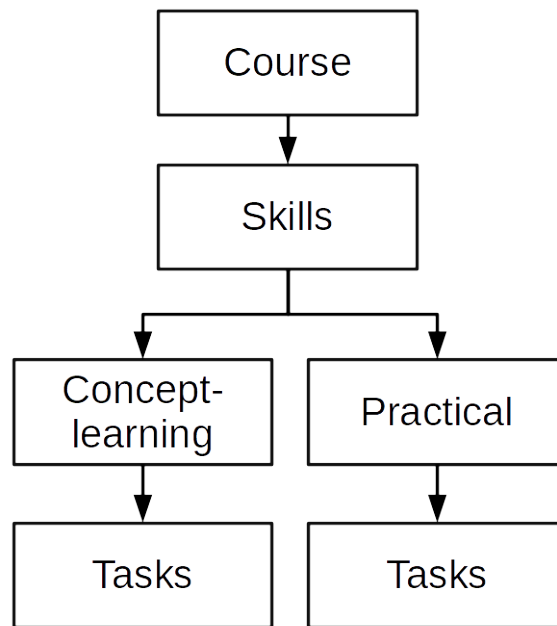 Course
Skills
Concept-
learning
Practical
Tasks
Tasks